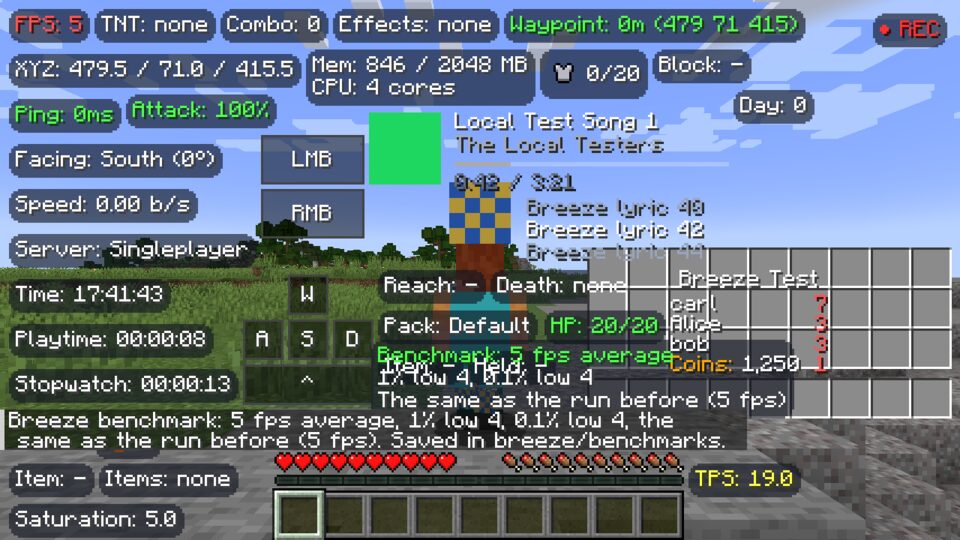 FPS: 5
TNT: none
Combo: 0
Effects: none
Waypoint: 0m (479 71 415)
REC
XYZ: 479.5 / 71.0 / 415.5
Mem: 846 / 2048 MB
CPU: 4 cores
0/20
Block: -
Day: 0
Ping: 0ms
Attack: 100%
Local Test Song 1
The Local Testers
0:42 / 3:21
Facing: South (0°)
LMB
RMB
Speed: 0.00 b/s
Breeze lyric 40
Breeze lyric 42
Breeze lyric 44
Server: Singleplayer
Time: 17:41:43
W
A
S
D
^
Reach: -
Death: none
Breeze Test
carl 7
Alice 3
bob 3
Coins: 1,250 1
Playtime: 00:00:08
Pack: Default
HP: 20/20
Benchmark: 5 fps average
Item: -
Held: -
1% low 4, 0.1% low 4
The same as the run before (5 fps)
Stopwatch: 00:00:13
Breeze benchmark: 5 fps average, 1% low 4, 0.1% low 4, the
same as the run before (5 fps). Saved in breeze/benchmarks.
Item: -
Items: none
TPS: 19.0
Saturation: 5.0